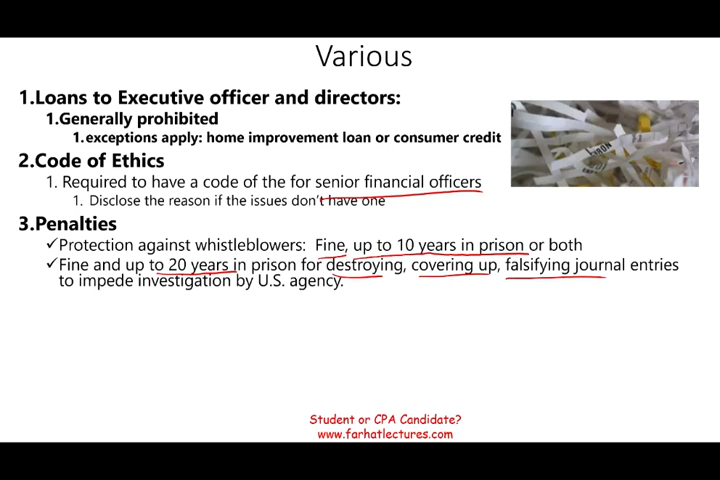 Various
1.Loans to Executive officer and directors:
1.Generally prohibited
1.exceptions apply: home improvement loan or consumer credit
2.Code of Ethics
1. Required to have a code of the for senior financial officers
1. Disclose the reason if the issues don't have one
3.Penalties
✓Protection against whistleblowers: Fine, up to 10 years in prison or both
✓Fine and up to 20 years in prison for destroying, covering up, falsifying journal entries
to impede investigation by U.S. agency.
Student or CPA Candidate?
www.farhatlectures.com